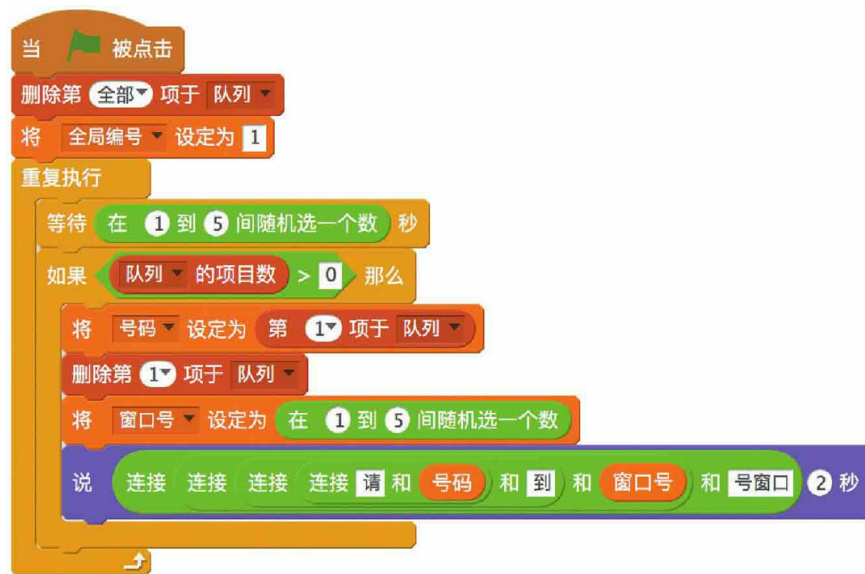 当 被点击
删除第 全部 项于 队列
将 全局编号 设定为 1
重复执行
等待 在 1 到 5 间随机选一个数 秒
如果 队列 的项目数 > 0 那么
将 号码 设定为 第 1 项于 队列
删除第 1 项于 队列
将 窗口号 设定为 在 1 到 5 间随机选一个数
说 连接 连接 连接 连接 请 和 号码 和 到 和 窗口号 和 号窗口 2 秒